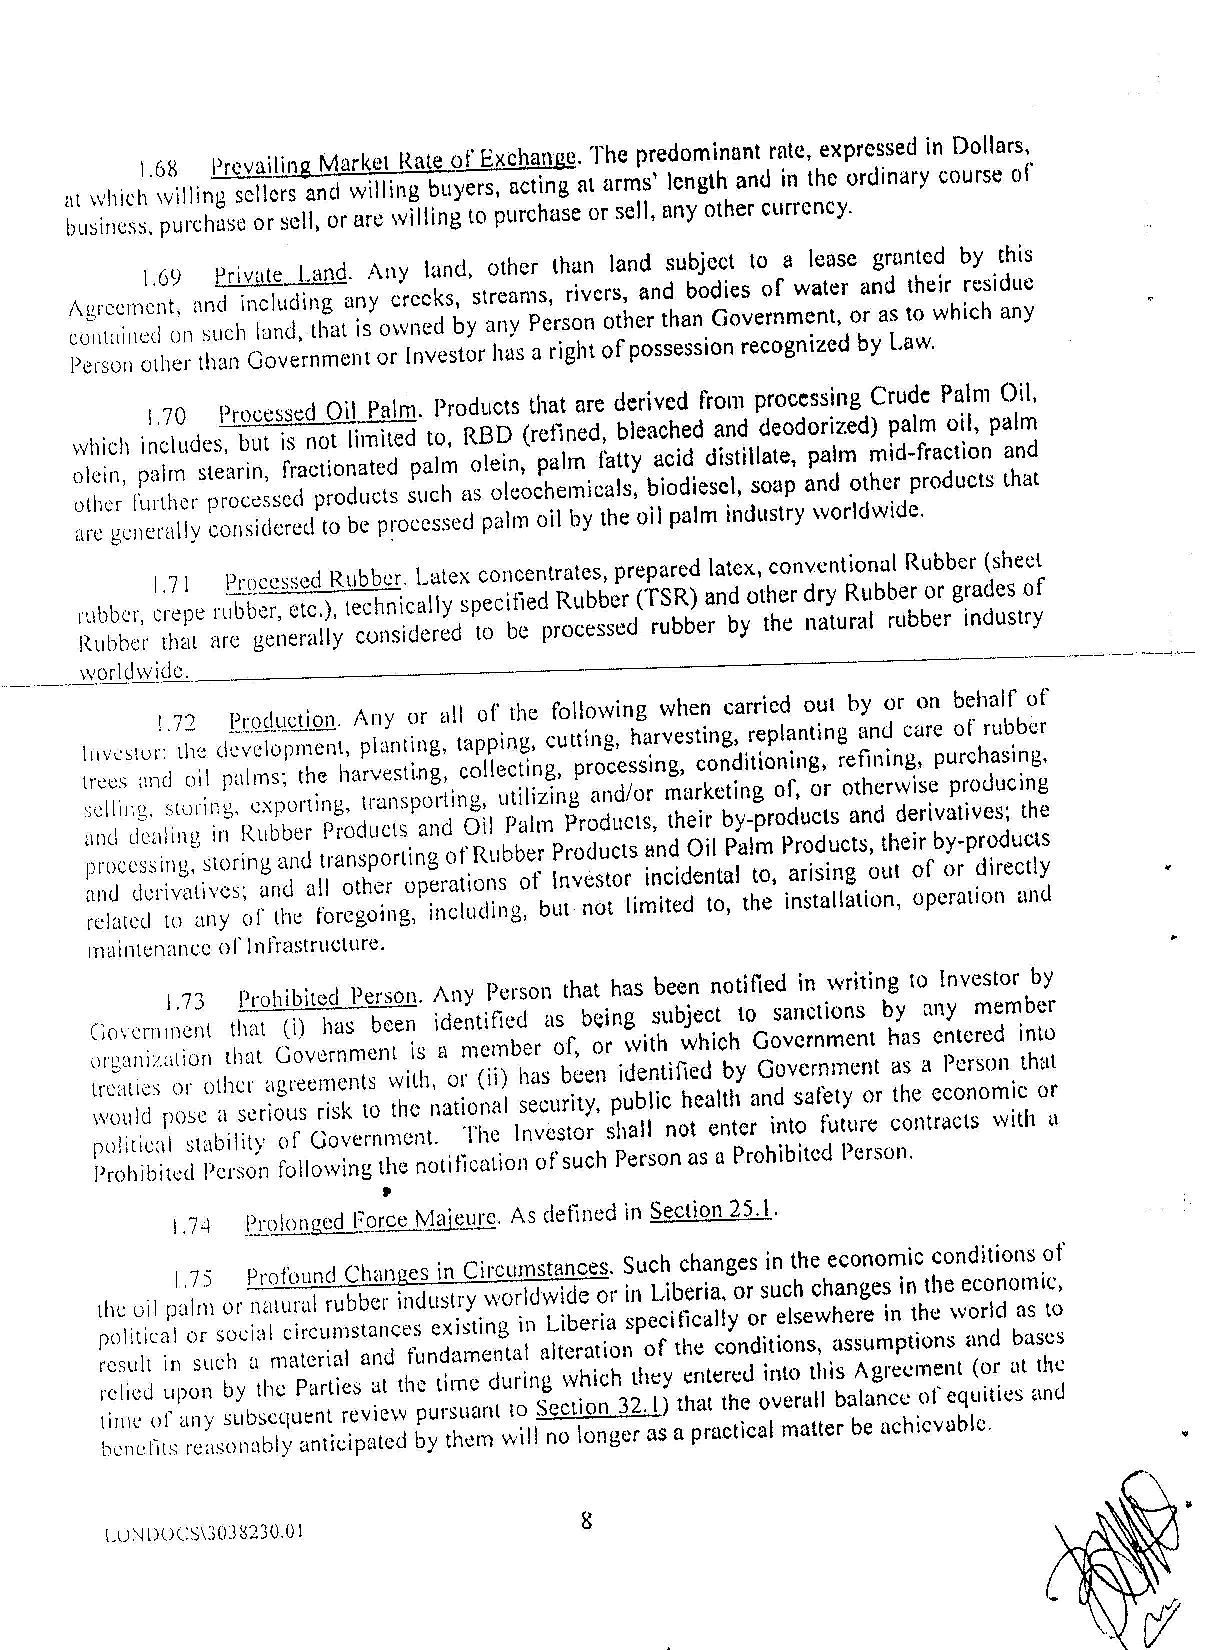 1.68 Prevailing Market Rate of Exchange. The predominant rate, expressed in Dollars,
at which willing sellers and willing buyers, acting at arms' length and in the ordinary course of
business, purchase or sell, or are willing to purchase or sell, any other currency.
1.69 Private Land. Any land, other than land subject to a lease granted by this
Agreement, and including any creeks, streams, rivers, and bodies of water and their residue
contained on such land, that is owned by any Person other than Government, or as to which any
Person other than Government or Investor has a right of possession recognized by Law.
1.70 Processed Oil Palm. Products that are derived from processing Crude Palm Oil,
which includes, but is not limited to, RBD (refined, bleached and deodorized) palm oil, palm
olein, palm stearin, fractionated palm olein, palm fatty acid distillate, palm mid-fraction and
other further processed products such as oleochemicals, biodiesel, soap and other products that
are generally considered to be processed palm oil by the oil palm industry worldwide.
1.71 Processed Rubber. Latex concentrates, prepared latex, conventional Rubber (sheet
rubber, crepe rubber, etc.), technically specified Rubber (TSR) and other dry Rubber or grades of
Rubber that are generally considered to be processed rubber by the natural rubber industry
worldwide.
1.72 Production. Any or all of the following when carried out by or on behalf of
Investor: the development, planting, tapping, cutting, harvesting, replanting and care of rubber
trees and oil palms; the harvesting, collecting, processing, conditioning, refining, purchasing,
selling, storing, exporting, transporting, utilizing and/or marketing of, or otherwise producing
and dealing in Rubber Products and Oil Palm Products, their by-products and derivatives; the
processing, storing and transporting of Rubber Products and Oil Palm Products, their by-products
and derivatives; and all other operations of Investor incidental to, arising out of or directly
related to any of the foregoing, including, but not limited to, the installation, operation and
maintenance of Infrastructure.
1.73 Prohibited Person. Any Person that has been notified in writing to Investor by
Government that (i) has been identified as being subject to sanctions by any member
organization that Government is a member of, or with which Government has entered into
treaties or other agreements with, or (ii) has been identified by Government as a Person that
would pose a serious risk to the national security, public health and safety or the economic or
political stability of Government. The Investor shall not enter into future contracts with a
Prohibited Person following the notification of such Person as a Prohibited Person.
1.74 Prolonged Force Majeure. As defined in Section 25.1.
1.75 Profound Changes in Circumstances. Such changes in the economic conditions of
the oil palm or natural rubber industry worldwide or in Liberia, or such changes in the economic,
political or social circumstances existing in Liberia specifically or elsewhere in the world as to
result in such a material and fundamental alteration of the conditions, assumptions and bases
relied upon by the Parties at the time during which they entered into this Agreement (or at the
time of any subsequent review pursuant to Section 32.1) that the overall balance of equities and
benefits reasonably anticipated by them will no longer as a practical matter be achievable.
8
LONDOCS\3038230.01